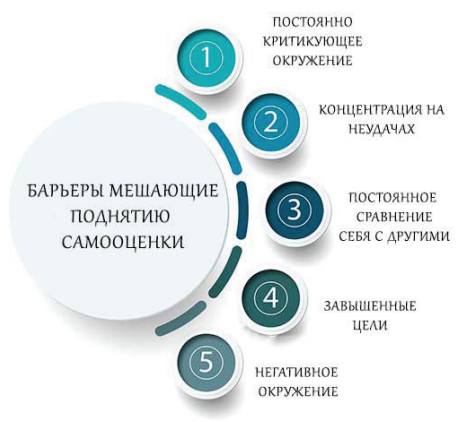 БАРЬЕРЫ МЕШАЮЩИЕ
ПОДНЯТИЮ
САМООЦЕНКИ
1
ПОСТОЯННО
КРИТИКУЮЩЕЕ
ОКРУЖЕНИЕ
2
КОНЦЕНТРАЦИЯ НА
НЕУДАЧАХ
3
ПОСТОЯННОЕ
СРАВНЕНИЕ
СЕБЯ С ДРУГИМИ
4
ЗАВЫШЕННЫЕ
ЦЕЛИ
5
НЕГАТИВНОЕ
ОКРУЖЕНИЕ